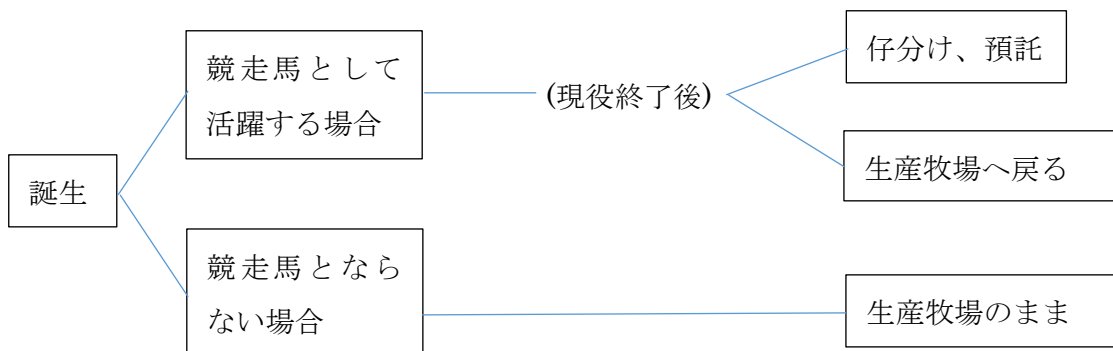 誕生
競走馬として
活躍する場合
(現役終了後)
仔分け、預託
生産牧場へ戻る
競走馬となら
ない場合
生産牧場のまま